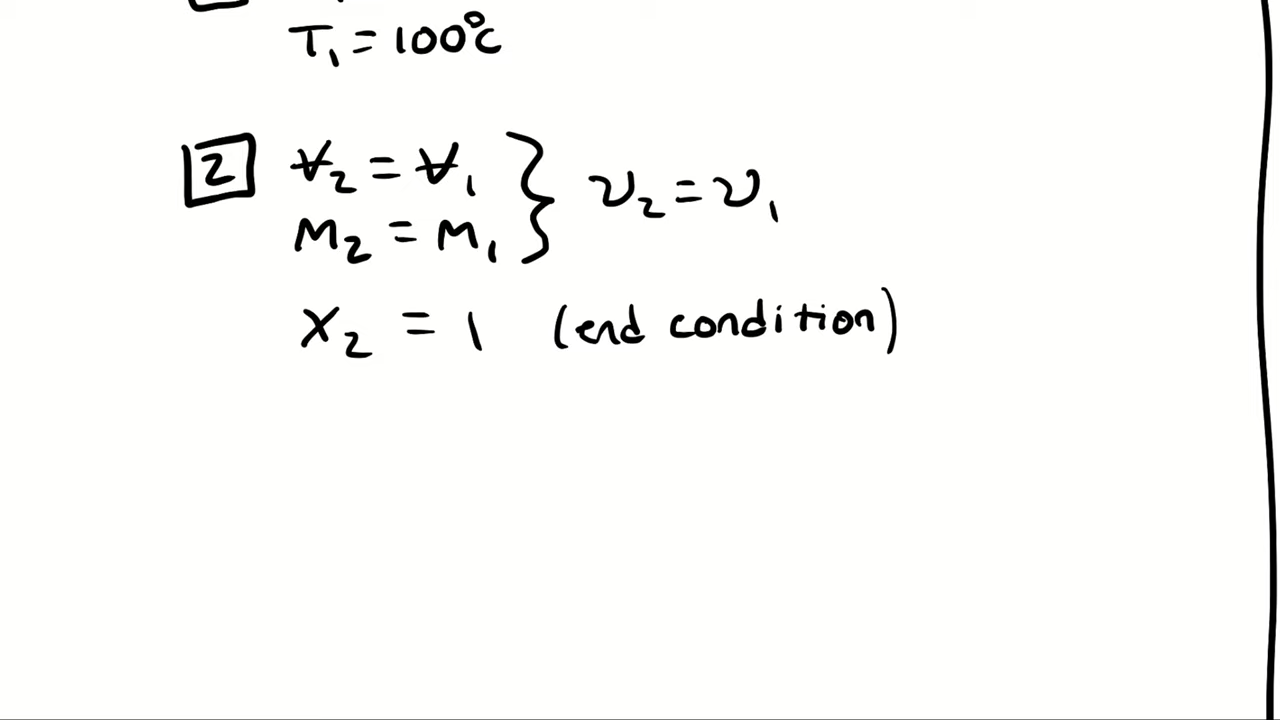 T₁ = 100°C
2 V₂ = V₁
m₂ = m₁ } v₂ = v₁
x₂ = 1 (end condition)